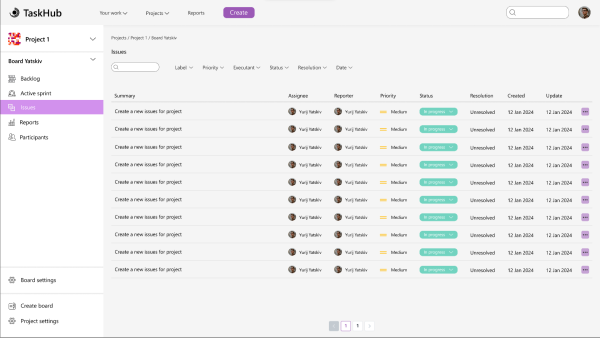 TaskHub
Your work
Projects
Reports
Create
Project 1
Board Yatskiv
Backlog
Active sprint
Issues
Reports
Participants
Board settings
Create board
Project settings
Projects / Project 1 / Board Yatskiv
Issues
Label Priority Executant Status Resolution Date
Summary Assignee Reporter Priority Status Resolution Created Update
Create a new issues for project Yurij Yatskiv Yurij Yatskiv Medium In progress Unresolved 12 Jan 2024 12 Jan 2024
Create a new issues for project Yurij Yatskiv Yurij Yatskiv Medium In progress Unresolved 12 Jan 2024 12 Jan 2024
Create a new issues for project Yurij Yatskiv Yurij Yatskiv Medium In progress Unresolved 12 Jan 2024 12 Jan 2024
Create a new issues for project Yurij Yatskiv Yurij Yatskiv Medium In progress Unresolved 12 Jan 2024 12 Jan 2024
Create a new issues for project Yurij Yatskiv Yurij Yatskiv Medium In progress Unresolved 12 Jan 2024 12 Jan 2024
Create a new issues for project Yurij Yatskiv Yurij Yatskiv Medium In progress Unresolved 12 Jan 2024 12 Jan 2024
Create a new issues for project Yurij Yatskiv Yurij Yatskiv Medium In progress Unresolved 12 Jan 2024 12 Jan 2024
Create a new issues for project Yurij Yatskiv Yurij Yatskiv Medium In progress Unresolved 12 Jan 2024 12 Jan 2024
Create a new issues for project Yurij Yatskiv Yurij Yatskiv Medium In progress Unresolved 12 Jan 2024 12 Jan 2024
Create a new issues for project Yurij Yatskiv Yurij Yatskiv Medium In progress Unresolved 12 Jan 2024 12 Jan 2024
1 1